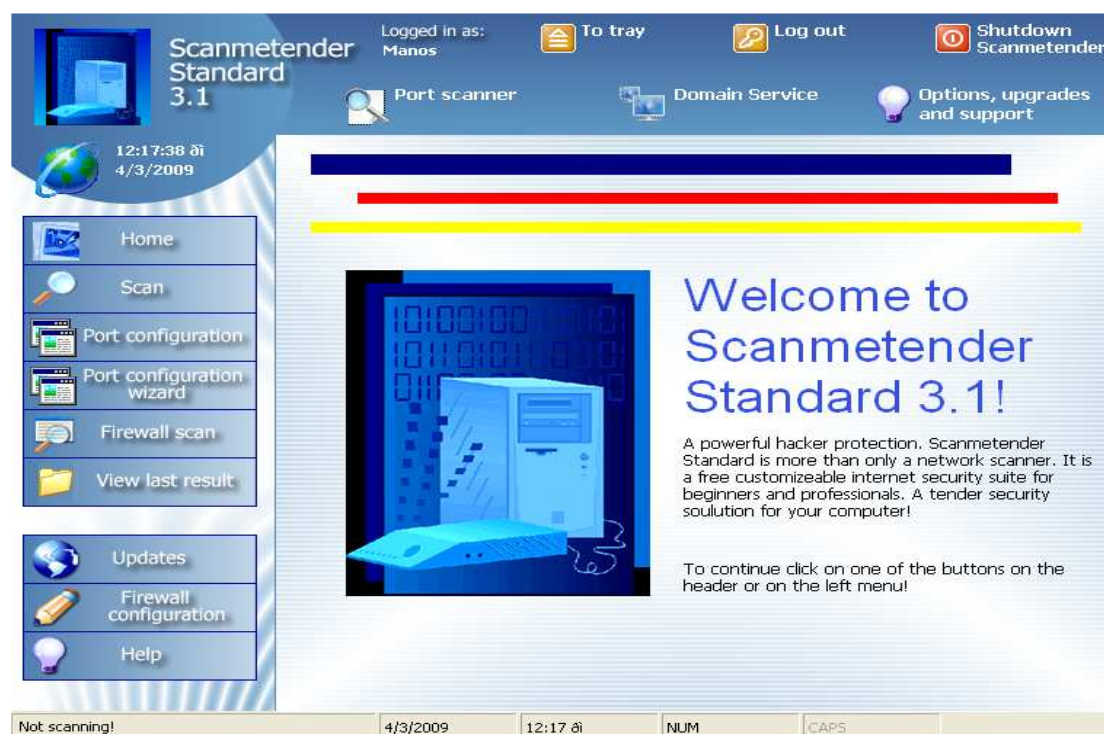 Scanmetender
Standard
3.1
Logged in as:
Manos
To tray
Log out
Shutdown
Scanmetender
Port scanner
Domain Service
Options, upgrades
and support
12:17:38 ðì
4/3/2009
Home
Scan
Port configuration
Port configuration
wizard
Firewall scan
View last result
Updates
Firewall
configuration
Help
Welcome to
Scanmetender
Standard 3.1!
A powerful hacker protection. Scanmetender
Standard is more than only a network scanner. It is
a free customizeable internet security suite for
beginners and professionals. A tender security
soulution for your computer!
To continue click on one of the buttons on the
header or on the left menu!
Not scanning!
4/3/2009
12:17 ðì
NUM
CAPS